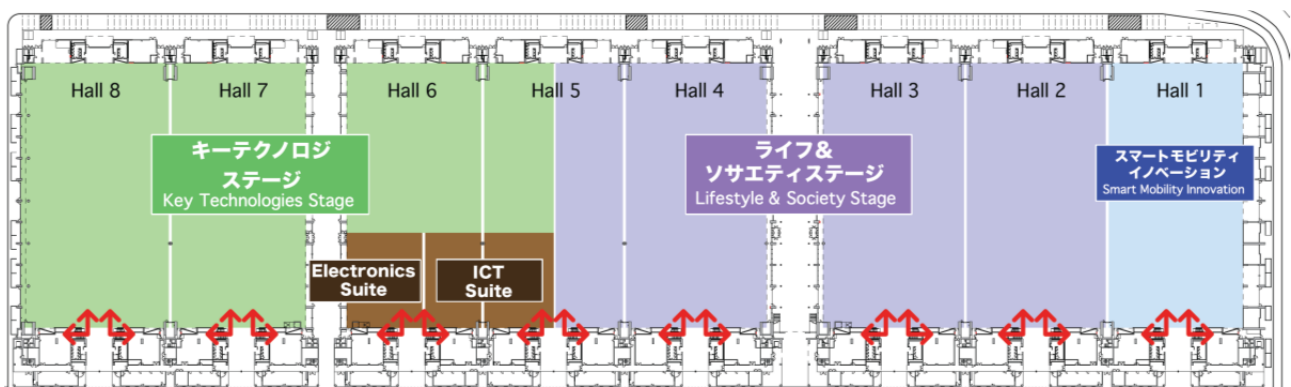 Hall 8
Hall 7
Hall 6
Hall 5
Hall 4
Hall 3
Hall 2
Hall 1
キーテクノロジ
ステージ
Key Technologies Stage
ライフ&
ソサエティステージ
Lifestyle & Society Stage
スマートモビリティ
イノベーション
Smart Mobility Innovation
Electronics
Suite
ICT
Suite